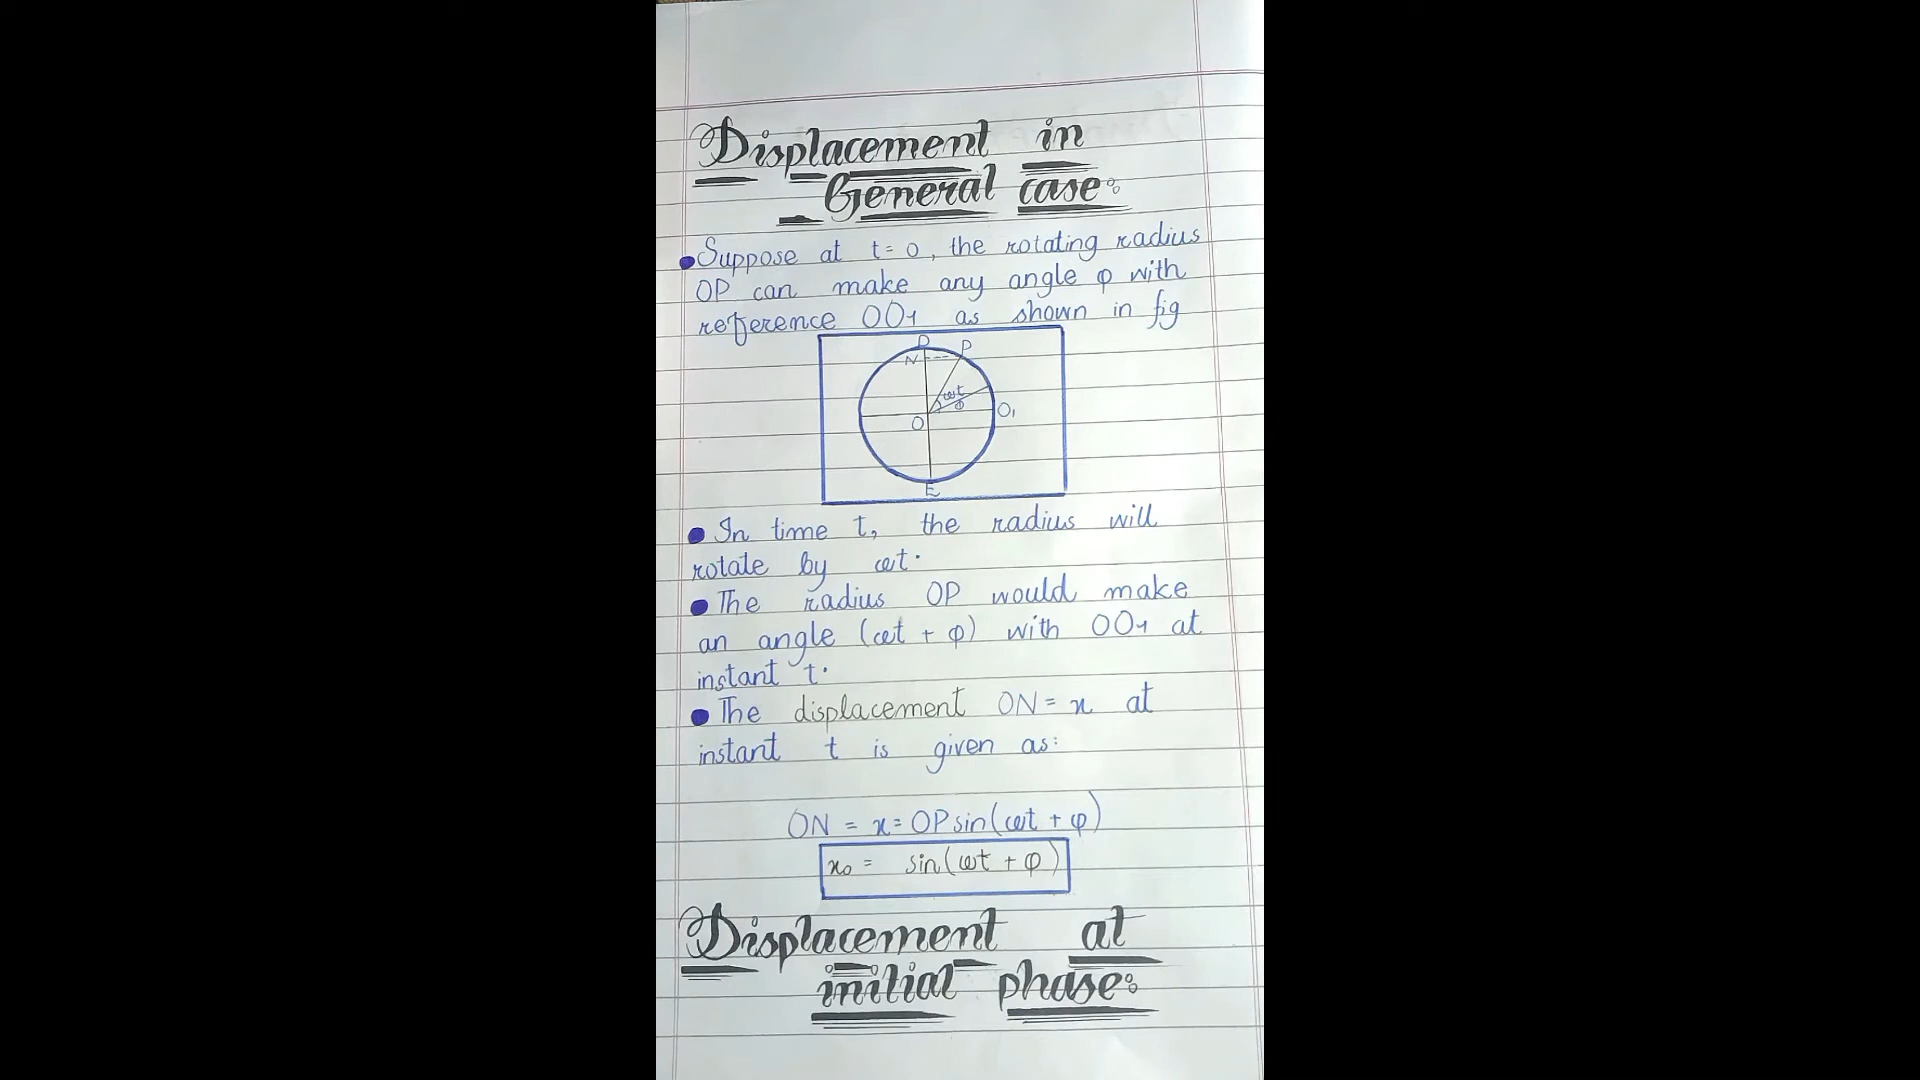 Displacement in
General case:
Suppose at t=0, the rotating radius
OP can make any angle φ with
reference OO1 as shown in fig
D
P
N
ωt
φ
O
O1
E
In time t, the radius will
rotate by ωt.
The radius OP would make
an angle (ωt + φ) with OO1 at
instant t.
The displacement ON = x at
instant t is given as:
ON = x = OP sin(ωt + φ)
x₀ = sin(ωt + φ)
Displacement at
initial phase: